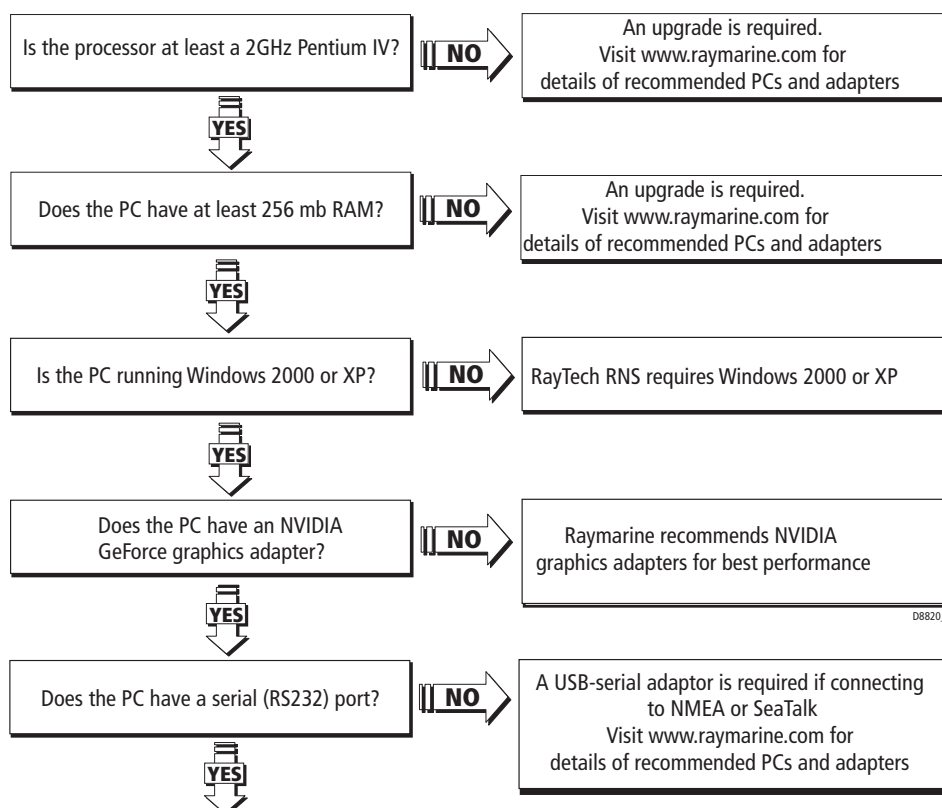 Is the processor at least a 2GHz Pentium IV?
NO
An upgrade is required.
Visit www.raymarine.com for
details of recommended PCs and adapters
YES
Does the PC have at least 256 mb RAM?
NO
An upgrade is required.
Visit www.raymarine.com for
details of recommended PCs and adapters
YES
Is the PC running Windows 2000 or XP?
NO
RayTech RNS requires Windows 2000 or XP
YES
Does the PC have an NVIDIA
GeForce graphics adapter?
NO
Raymarine recommends NVIDIA
graphics adapters for best performance
D8820_
YES
Does the PC have a serial (RS232) port?
NO
A USB-serial adaptor is required if connecting
to NMEA or SeaTalk
Visit www.raymarine.com for
details of recommended PCs and adapters
YES